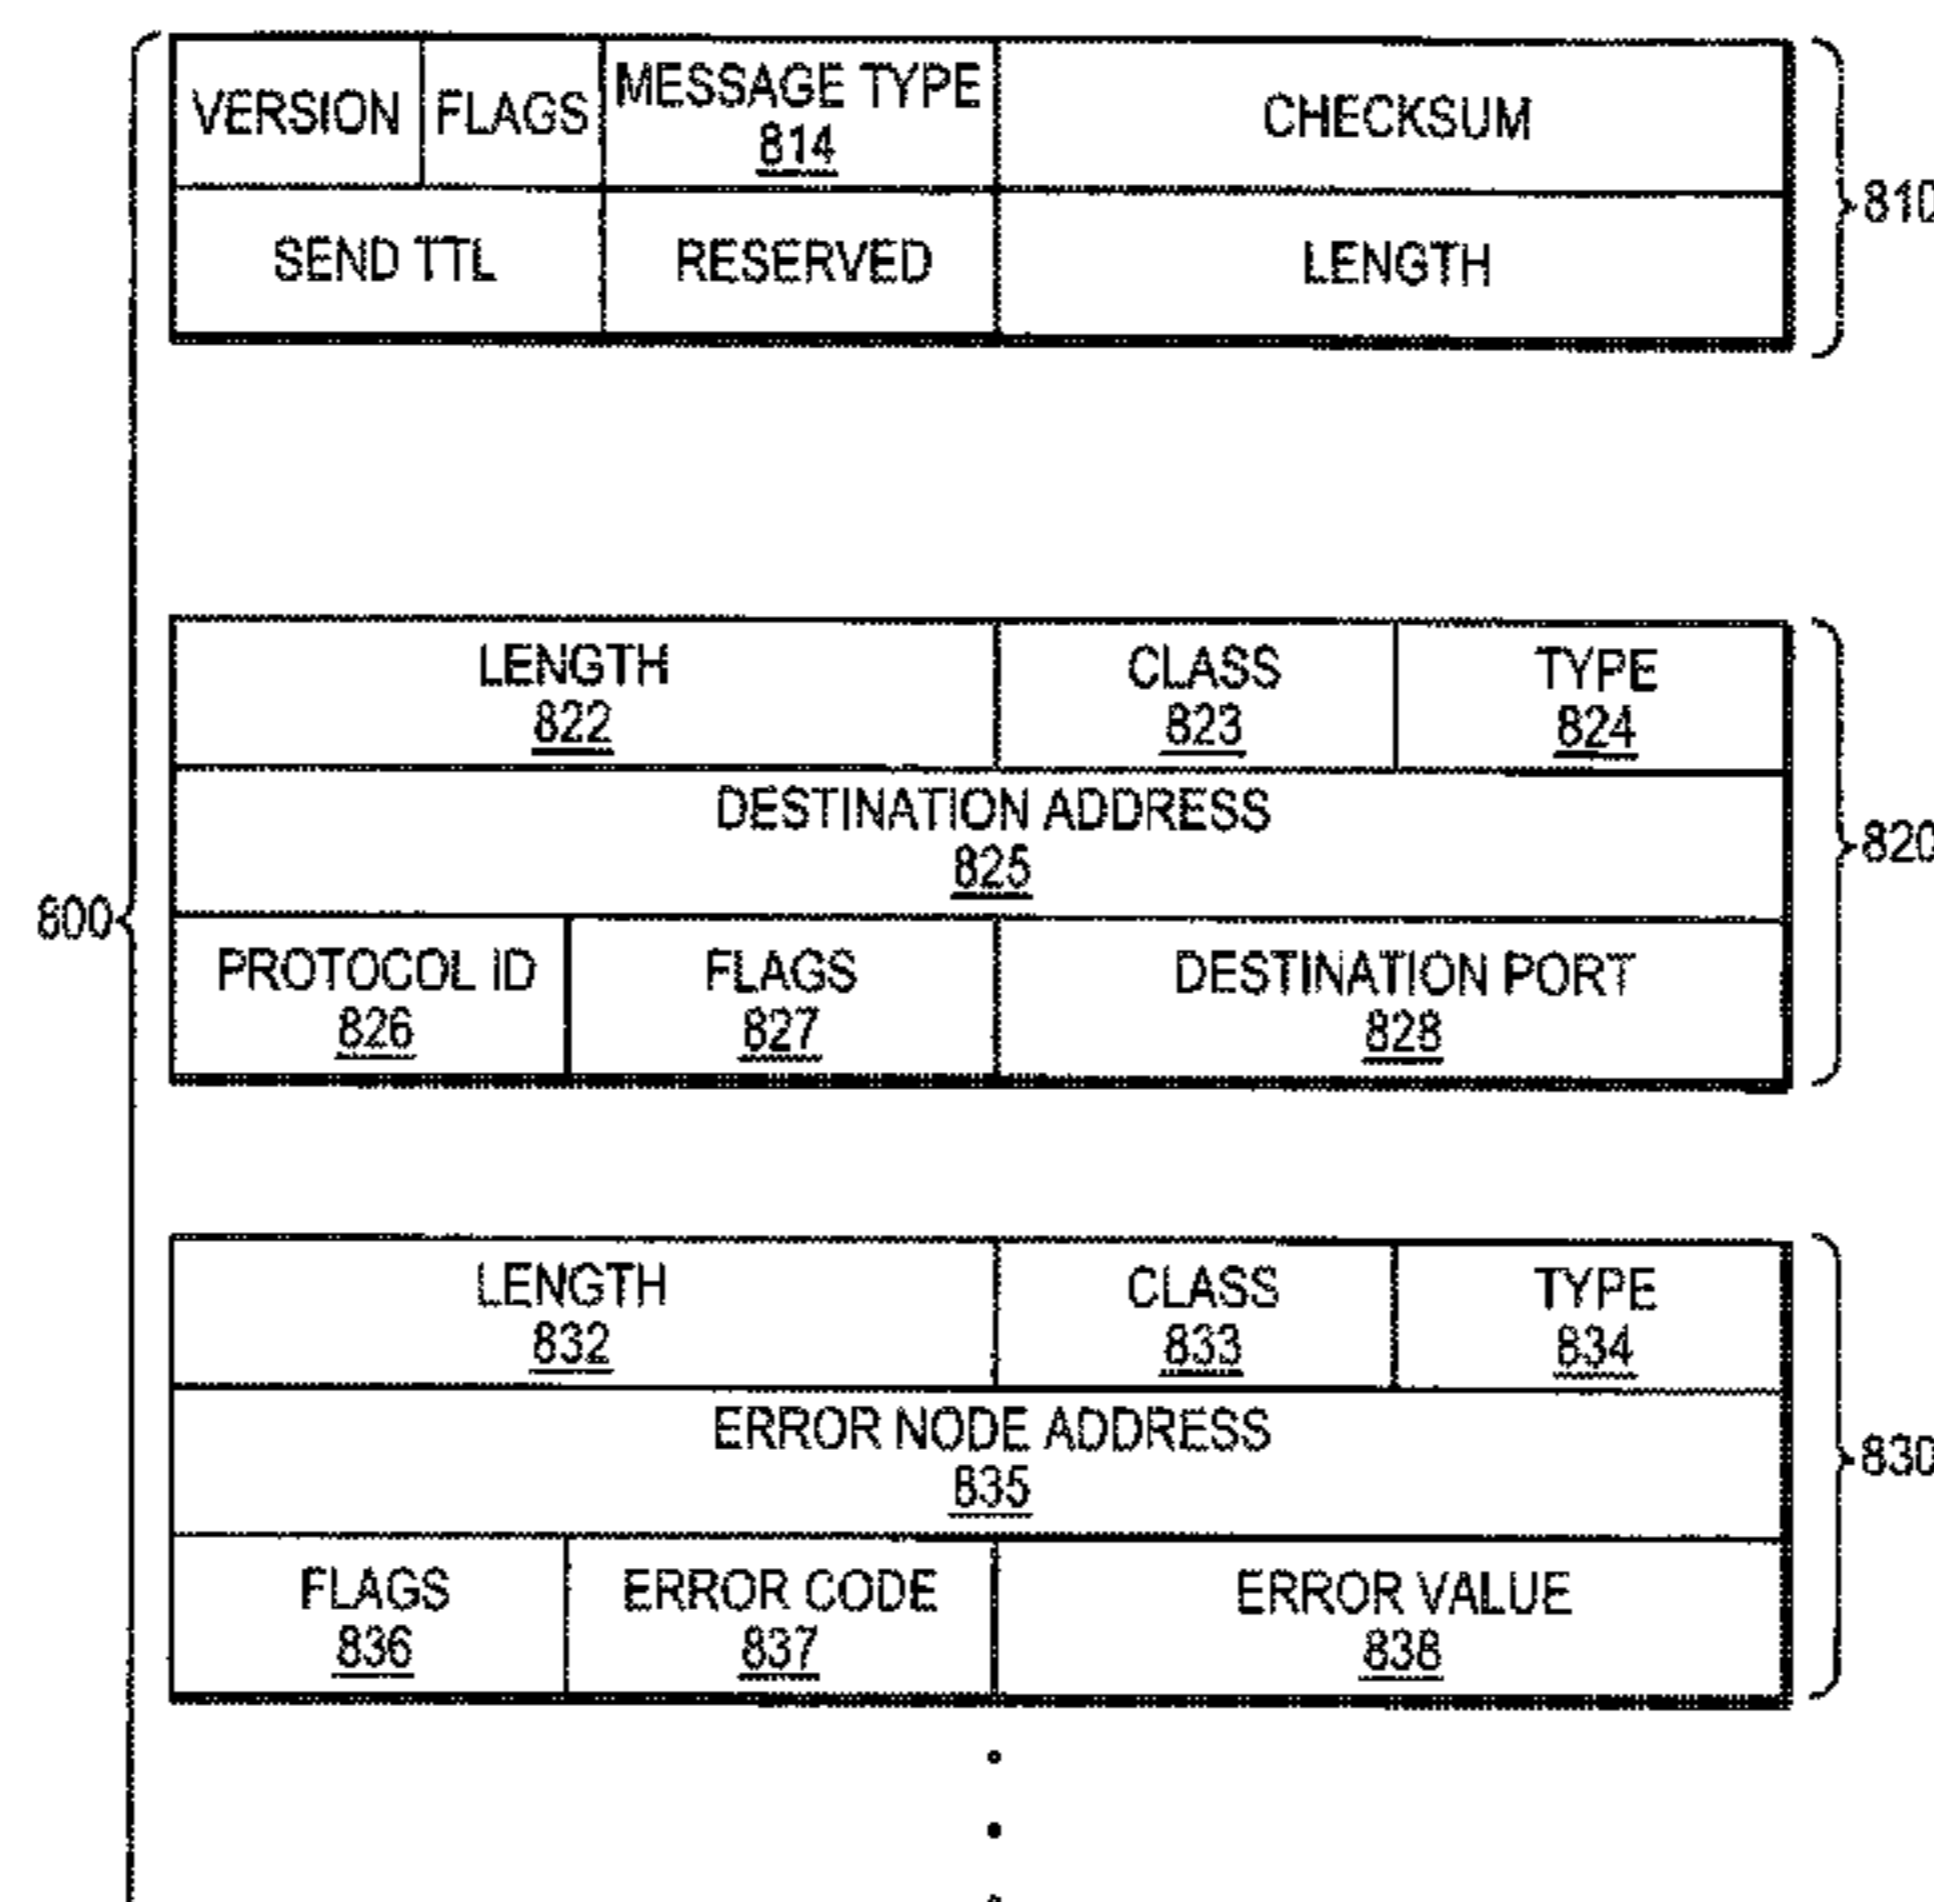 VERSION FLAGS MESSAGE TYPE 814 CHECKSUM
SEND TTL RESERVED LENGTH
810
LENGTH 822 CLASS 823 TYPE 824
DESTINATION ADDRESS 825
820
800
PROTOCOL ID 826 FLAGS 827 DESTINATION PORT 828
LENGTH 832 CLASS 833 TYPE 834
ERROR NODE ADDRESS 835
830
FLAGS 836 ERROR CODE 837 ERROR VALUE 838